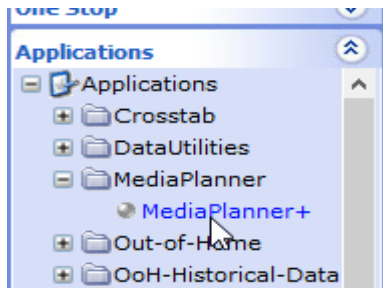 One Stop
Applications
Applications
Crosstab
DataUtilities
MediaPlanner
MediaPlanner+
Out-of-Home
OoH-Historical-Data